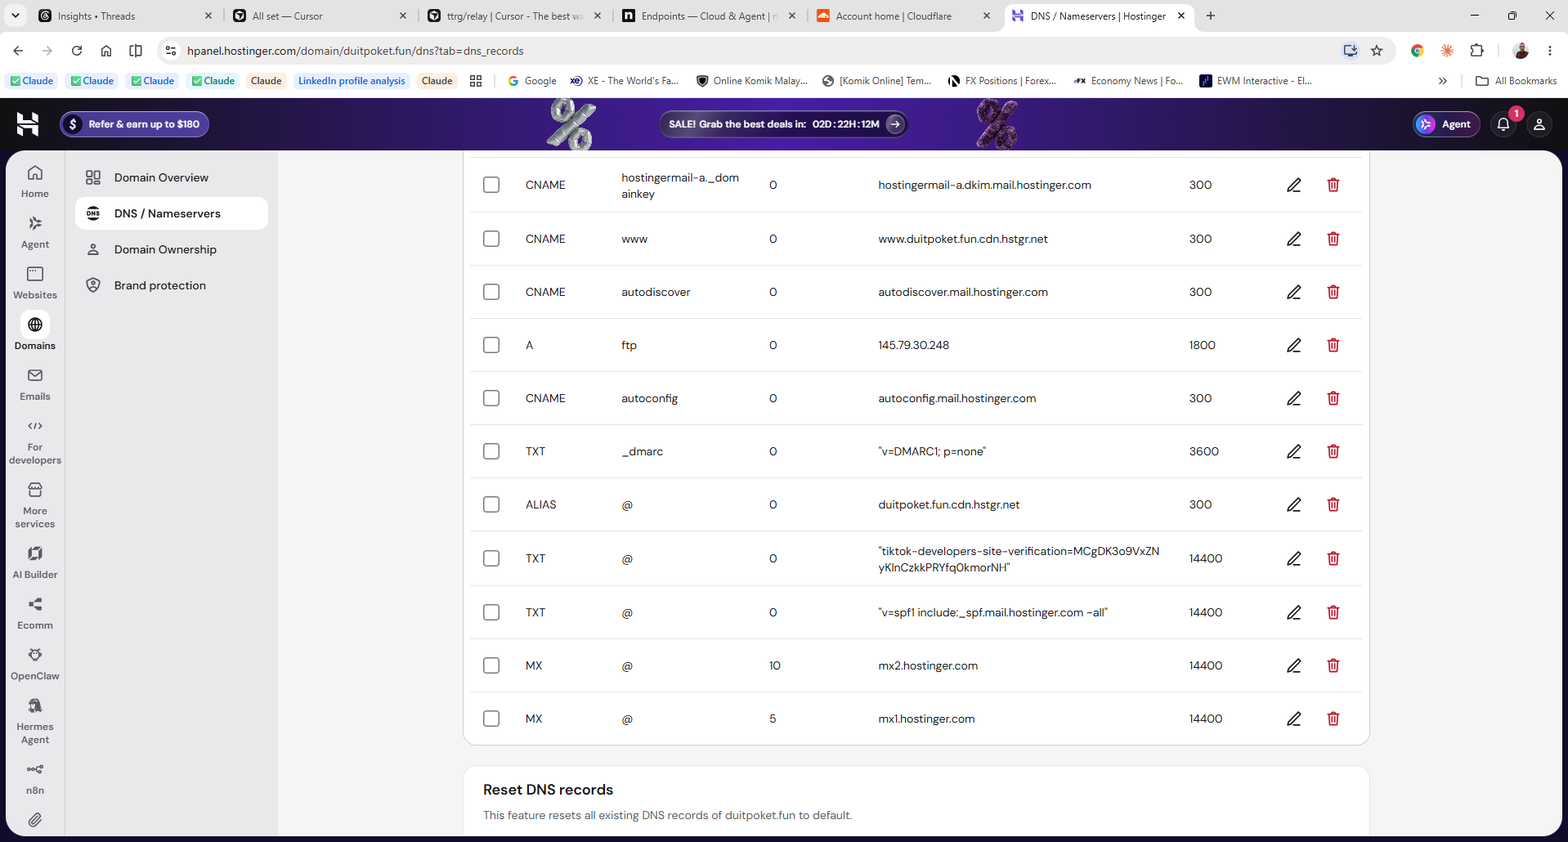 Insights • Threads
All set — Cursor
ttrg/relay | Cursor - The best wa
Endpoints — Cloud & Agent | n
Account home | Cloudflare
DNS / Nameservers | Hostinger
hpanel.hostinger.com/domain/duitpoket.fun/dns?tab=dns_records
Claude
Claude
Claude
Claude
Claude
LinkedIn profile analysis
Claude
Google
XE - The World's Fa...
Online Komik Malay...
[Komik Online] Tem...
FX Positions | Forex...
Economy News | Fo...
EWM Interactive - El...
All Bookmarks
Refer & earn up to $180
SALE! Grab the best deals in: 02D : 22H : 12M
Agent
1
Home
Agent
Websites
Domains
Emails
For
developers
More
services
AI Builder
Ecomm
OpenClaw
Hermes
Agent
n8n
Domain Overview
DNS / Nameservers
Domain Ownership
Brand protection
CNAME hostingermail-a._dom 0 hostingermail-a.dkim.mail.hostinger.com 300
ainkey
CNAME www 0 www.duitpoket.fun.cdn.hstgr.net 300
CNAME autodiscover 0 autodiscover.mail.hostinger.com 300
A ftp 0 145.79.30.248 1800
CNAME autoconfig 0 autoconfig.mail.hostinger.com 300
TXT _dmarc 0 "v=DMARC1; p=none" 3600
ALIAS @ 0 duitpoket.fun.cdn.hstgr.net 300
TXT @ 0 "tiktok-developers-site-verification=MCgDK3o9VxZN 14400
yKInCzkkPRYfq0kmorNH"
TXT @ 0 "v=spf1 include:_spf.mail.hostinger.com ~all" 14400
MX @ 10 mx2.hostinger.com 14400
MX @ 5 mx1.hostinger.com 14400
Reset DNS records
This feature resets all existing DNS records of duitpoket.fun to default.